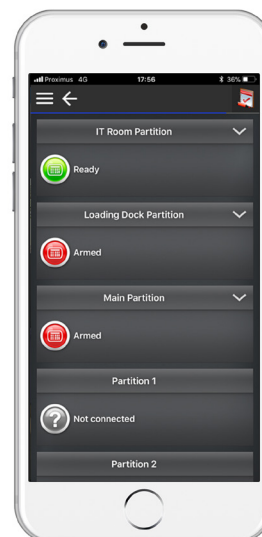 Proximus 4G 17:56 36%
IT Room Partition
Ready
Loading Dock Partition
Armed
Main Partition
Armed
Partition 1
? Not connected
Partition 2